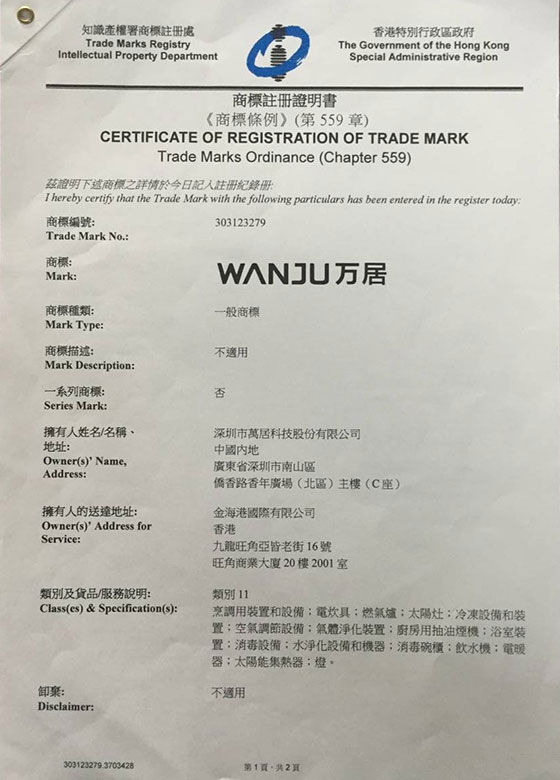 知識產權署商標註冊處
Trade Marks Registry
Intellectual Property Department
香港特別行政區政府
The Government of the Hong Kong
Special Administrative Region
商標註冊證明書
《商標條例》(第 559 章)
CERTIFICATE OF REGISTRATION OF TRADE MARK
Trade Marks Ordinance (Chapter 559)
茲證明下述商標之詳情於今日記入註冊紀錄冊:
I hereby certify that the Trade Mark with the following particulars has been entered in the register today:
商標編號: 303123279
Trade Mark No.:
商標:
Mark:
WANJU万居
商標種類: 一般商標
Mark Type:
商標描述: 不適用
Mark Description:
一系列商標: 否
Series Mark:
擁有人姓名/名稱、 深圳市萬居科技股份有限公司
地址: 中國內地
Owner(s)' Name, 廣東省深圳市南山區
Address: 僑香路香年廣場（北區）主樓（C 座）
擁有人的送達地址: 金海港國際有限公司
Owner(s)' Address for 香港
Service: 九龍旺角亞皆老街 16 號
旺角商業大廈 20 樓 2001 室
類別及貨品/服務說明: 類別 11
Class(es) & Specification(s): 烹調用裝置和設備；電炊具；燃氣爐；太陽灶；冷凍設備和裝
置；空氣調節設備；氣體淨化裝置；廚房用抽油煙機；浴室裝
置；消毒設備；水淨化設備和機器；消毒碗櫃；飲水機；電暖
器；太陽能集熱器；燈。
卸棄: 不適用
Disclaimer:
303123279.3703428
第 1 頁，共 2 頁